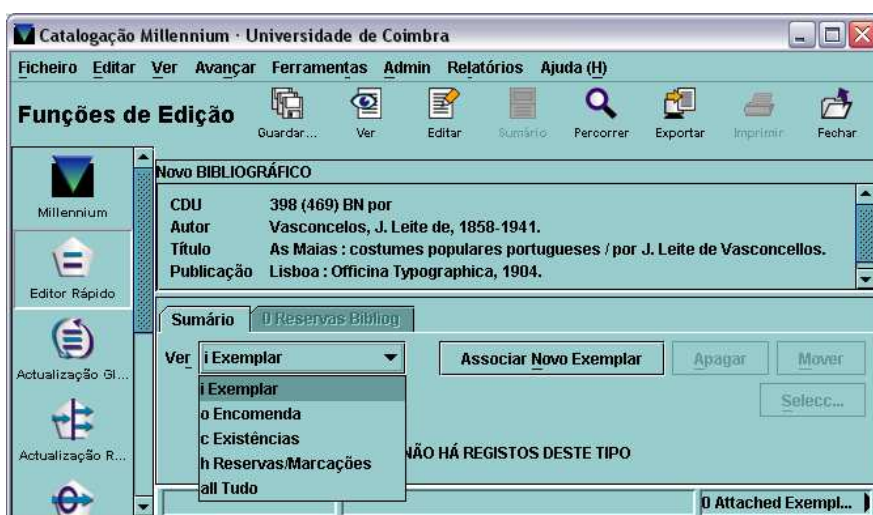 Catalogação Millennium · Universidade de Coimbra
Ficheiro Editar Ver Avançar Ferramentas Admin Relatórios Ajuda (H)
Funções de Edição
Guardar... Ver Editar Sumário Percorrer Exportar Imprimir Fechar
Millennium
Editor Rápido
Actualização Gl...
Actualização R...
Novo BIBLIOGRÁFICO
CDU 398 (469) BN por
Autor Vasconcelos, J. Leite de, 1858-1941.
Título As Maias : costumes populares portugueses / por J. Leite de Vasconcellos.
Publicação Lisboa : Officina Typographica, 1904.
Sumário 0 Reservas Bibliog
Ver i Exemplar Associar Novo Exemplar Apagar Mover
i Exemplar
Selecc...
o Encomenda
c Existências
NÃO HÁ REGISTOS DESTE TIPO
h Reservas/Marcações
all Tudo
0 Attached Exempl...